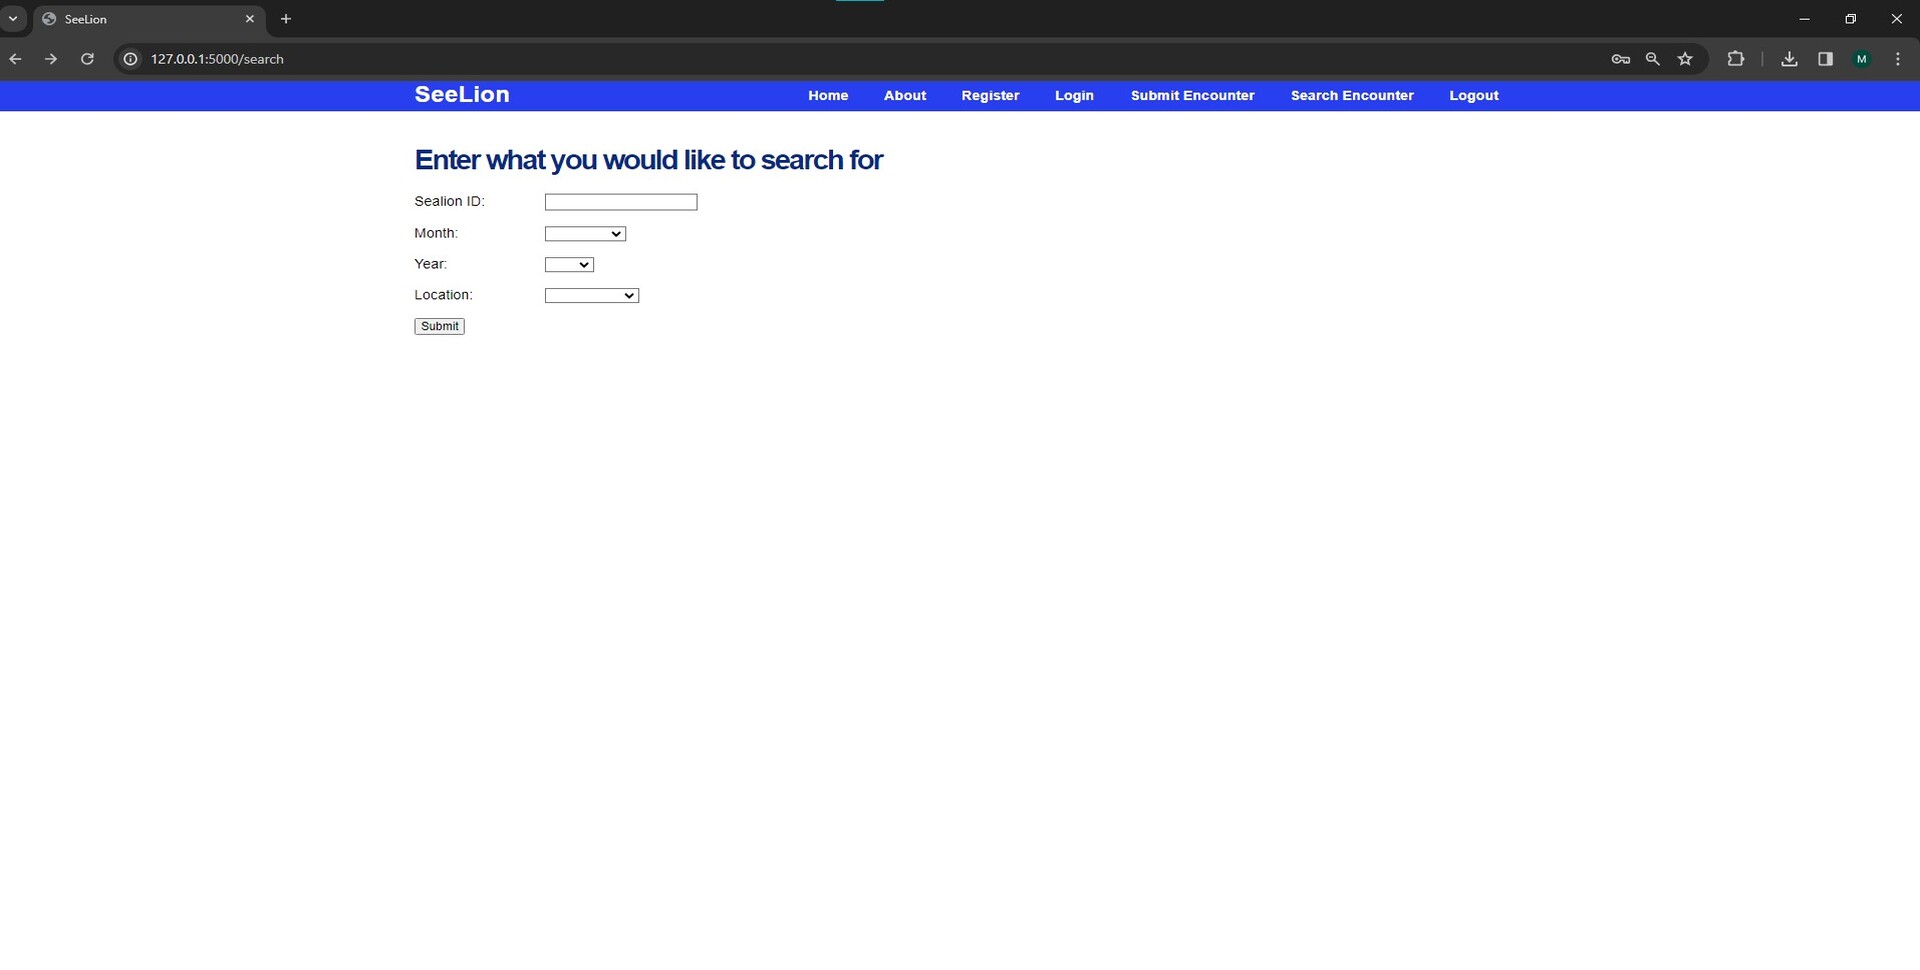 SeeLion
127.0.0.1:5000/search
M
SeeLion Home About Register Login Submit Encounter Search Encounter Logout
Enter what you would like to search for
Sealion ID:
Month:
Year:
Location:
Submit